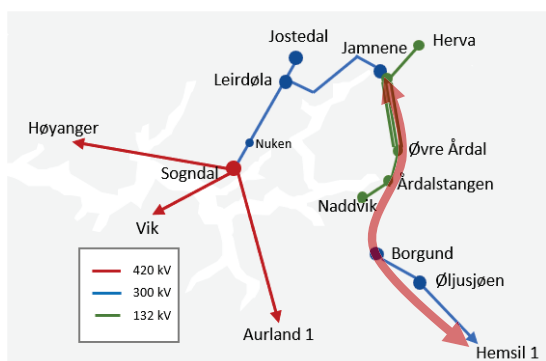 Jostedal
Jamnene
Herva
Leirdøla
Høyanger
Nuken
Øvre Årdal
Sogndal
Årdalstangen
Naddvik
Vik
Borgund
420 kV
300 kV
132 kV
Øljusjøen
Aurland 1
Hemsil 1